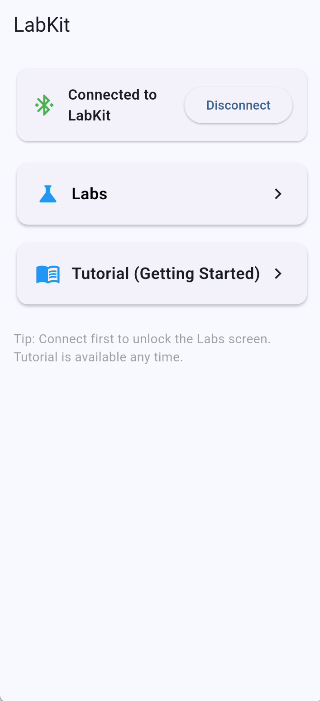 LabKit
Connected to
LabKit
Disconnect
Labs
Tutorial (Getting Started)
Tip: Connect first to unlock the Labs screen.
Tutorial is available any time.